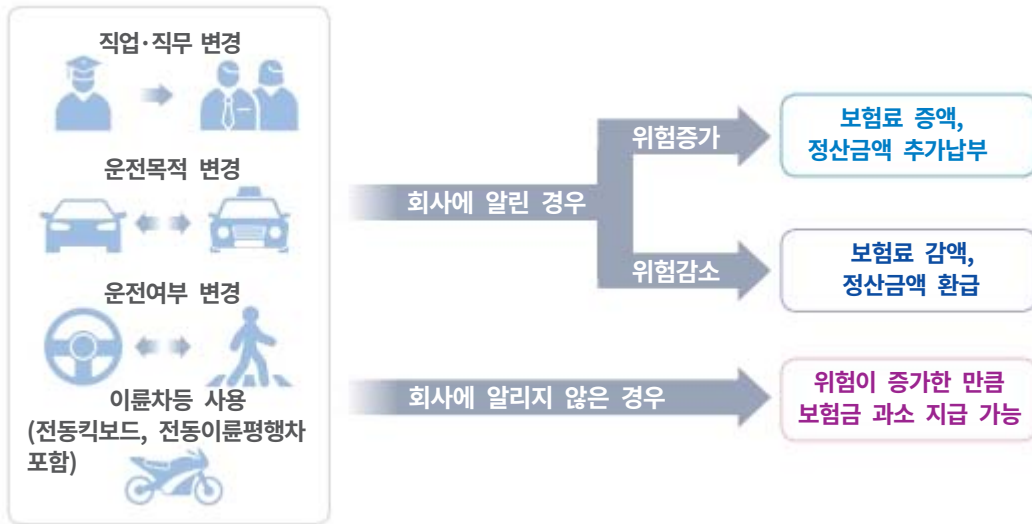 직업·직무 변경
운전목적 변경
운전여부 변경
이륜차등 사용
(전동킥보드, 전동이륜평행차
포함)
회사에 알린 경우
위험증가
보험료 증액,
정산금액 추가납부
위험감소
보험료 감액,
정산금액 환급
회사에 알리지 않은 경우
위험이 증가한 만큼
보험금 과소 지급 가능